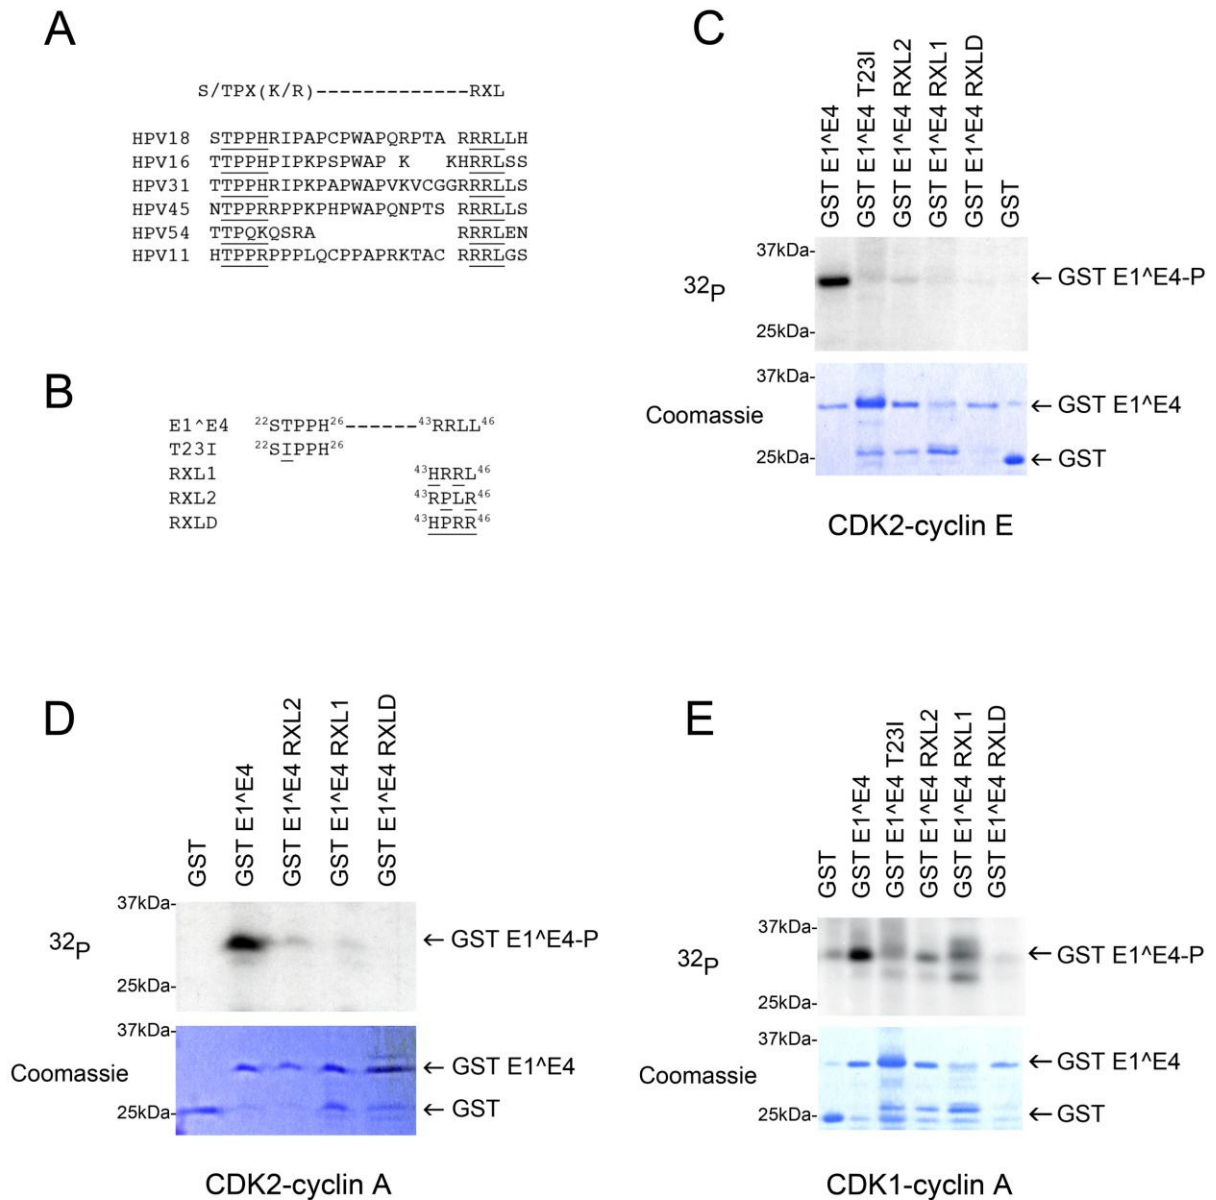 A
S/TPX(K/R)-------------RXL
HPV18 STPPHRIPAPCPWAPQRPTA RRRLLH
HPV16 TTPPHPIPKPSPWAP K KHRRLSS
HPV31 TTPPHRIPKPAPWAPVKVCGGRRRLLS
HPV45 NTPPRRPPKPHPWAPQNPTS RRRLLS
HPV54 TTPQKQSRA RRRLEN
HPV11 HTPPRPPPLQCPPAPRKTAC RRRLGS
B
E1^E4 ²²STPPH²⁶------⁴³RRLL⁴⁶
T23I ²²SIPPH²⁶
RXL1 ⁴³HRRL⁴⁶
RXL2 ⁴³RPLR⁴⁶
RXLD ⁴³HPRR⁴⁶
C
GST E1^E4
GST E1^E4 T23I
GST E1^E4 RXL2
GST E1^E4 RXL1
GST E1^E4 RXLD
GST
37kDa-
32P
← GST E1^E4-P
25kDa-
37kDa-
Coomassie
← GST E1^E4
25kDa-
← GST
CDK2-cyclin E
D
GST
GST E1^E4
GST E1^E4 RXL2
GST E1^E4 RXL1
GST E1^E4 RXLD
37kDa-
32P
← GST E1^E4-P
25kDa-
37kDa-
Coomassie
← GST E1^E4
25kDa-
← GST
CDK2-cyclin A
E
GST
GST E1^E4
GST E1^E4 T23I
GST E1^E4 RXL2
GST E1^E4 RXL1
GST E1^E4 RXLD
37kDa-
32P
← GST E1^E4-P
25kDa-
37kDa-
Coomassie
← GST E1^E4
25kDa-
← GST
CDK1-cyclin A